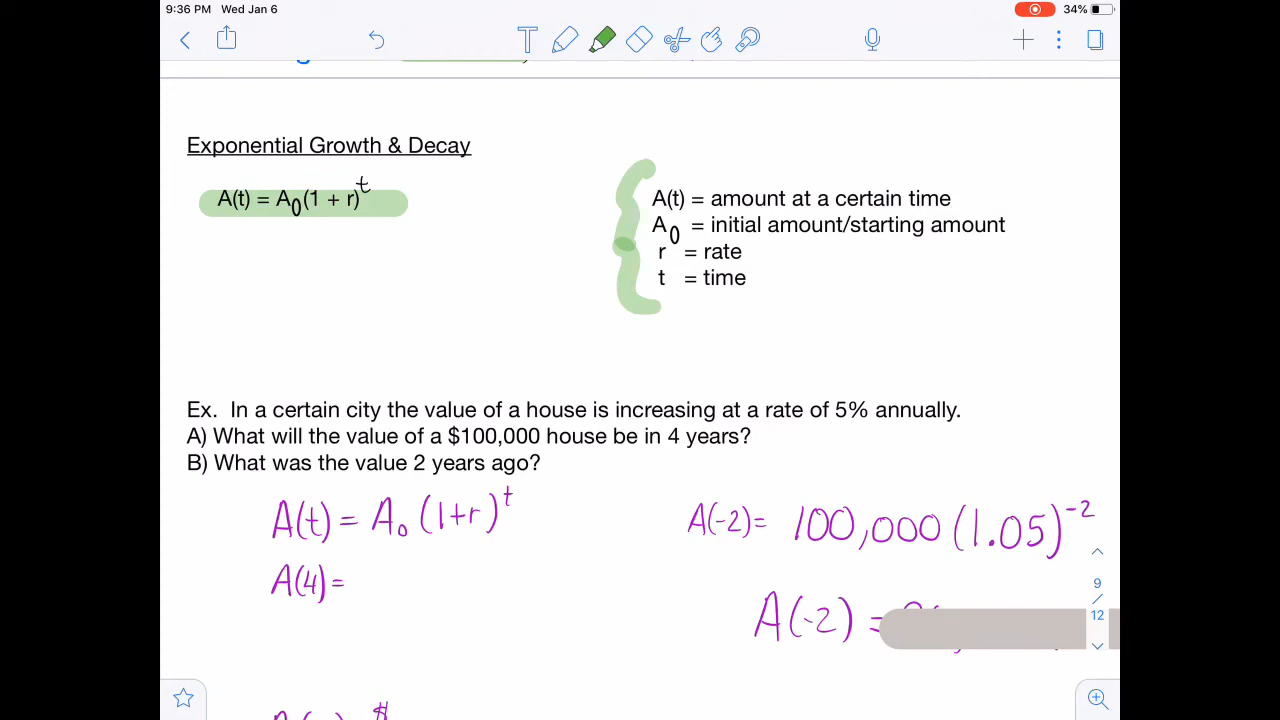 9:36 PM Wed Jan 6
34%
Exponential Growth & Decay
A(t) = A₀(1 + r)ᵗ
A(t) = amount at a certain time
A₀ = initial amount/starting amount
r = rate
t = time
Ex. In a certain city the value of a house is increasing at a rate of 5% annually.
A) What will the value of a $100,000 house be in 4 years?
B) What was the value 2 years ago?
A(t) = A₀ (1+r)ᵗ
A(4) =
A(-2) = 100,000 (1.05)⁻²
A(-2) =
9
/
12
$